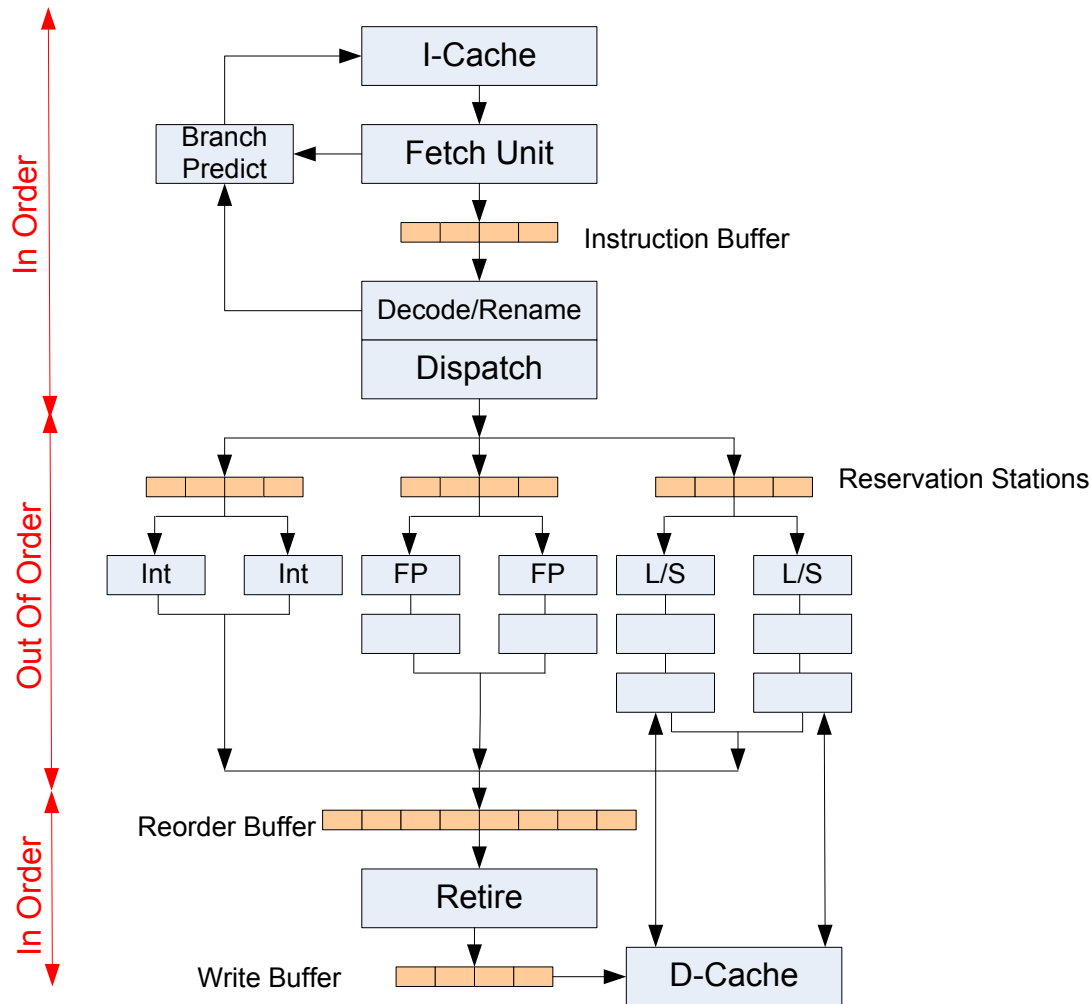 I-Cache
Branch
Predict
Fetch Unit
In Order
Instruction Buffer
Decode/Rename
Dispatch
Reservation Stations
Out Of Order
Int
Int
FP
FP
L/S
L/S
Reorder Buffer
In Order
Retire
Write Buffer
D-Cache